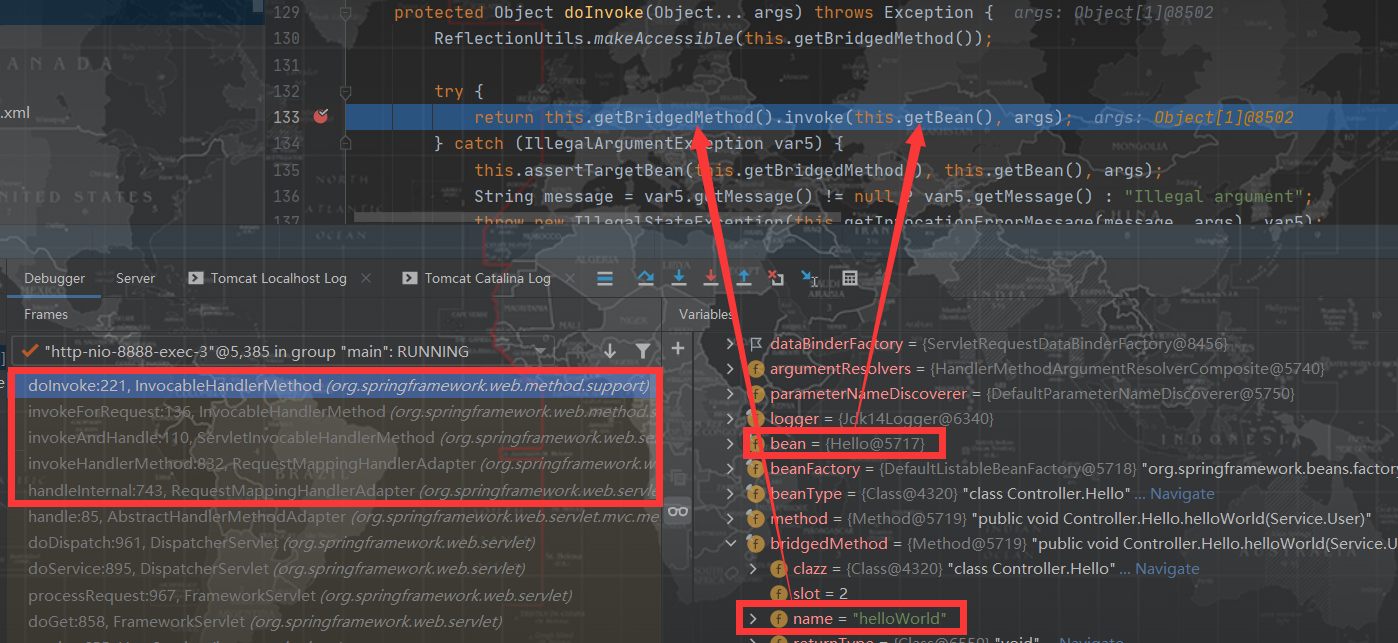 129 protected Object doInvoke(Object... args) throws Exception { args: Object[1]@8502
130 ReflectionUtils.makeAccessible(this.getBridgedMethod());
131
132 try {
.xml
133 return this.getBridgedMethod().invoke(this.getBean(), args); args: Object[1]@8502
134 } catch (IllegalArgumentException var5) {
135 this.assertTargetBean(this.getBridgedMethod(), this.getBean(), args);
136 String message = var5.getMessage() != null ? var5.getMessage() : "Illegal argument";
137 throw new IllegalStateException(this.getInvocationErrorMessage(message, args), var5);
Debugger Server Tomcat Localhost Log Tomcat Catalina Log
Frames
"http-nio-8888-exec-3"@5,385 in group "main": RUNNING
doInvoke:221, InvocableHandlerMethod (org.springframework.web.method.support)
invokeForRequest:136, InvocableHandlerMethod (org.springframework.web.method.s
invokeAndHandle:110, ServletInvocableHandlerMethod (org.springframework.web.se
invokeHandlerMethod:832, RequestMappingHandlerAdapter (org.springframework.w
handleInternal:743, RequestMappingHandlerAdapter (org.springframework.web.servle
handle:85, AbstractHandlerMethodAdapter (org.springframework.web.servlet.mvc.me
doDispatch:961, DispatcherServlet (org.springframework.web.servlet)
doService:895, DispatcherServlet (org.springframework.web.servlet)
processRequest:967, FrameworkServlet (org.springframework.web.servlet)
doGet:858, FrameworkServlet (org.springframework.web.servlet)
Variables
dataBinderFactory = {ServletRequestDataBinderFactory@8456}
argumentResolvers = {HandlerMethodArgumentResolverComposite@5740}
parameterNameDiscoverer = {DefaultParameterNameDiscoverer@5750}
logger = {Jdk14Logger@6340}
bean = {Hello@5717}
beanFactory = {DefaultListableBeanFactory@5718} "org.springframework.beans.factory
beanType = {Class@4320} "class Controller.Hello" ... Navigate
method = {Method@5719} "public void Controller.Hello.helloWorld(Service.User)"
bridgedMethod = {Method@5719} "public void Controller.Hello.helloWorld(Service.U
clazz = {Class@4320} "class Controller.Hello" ... Navigate
slot = 2
name = "helloWorld"
returnType = {Class@6559} "void" ... Navigate